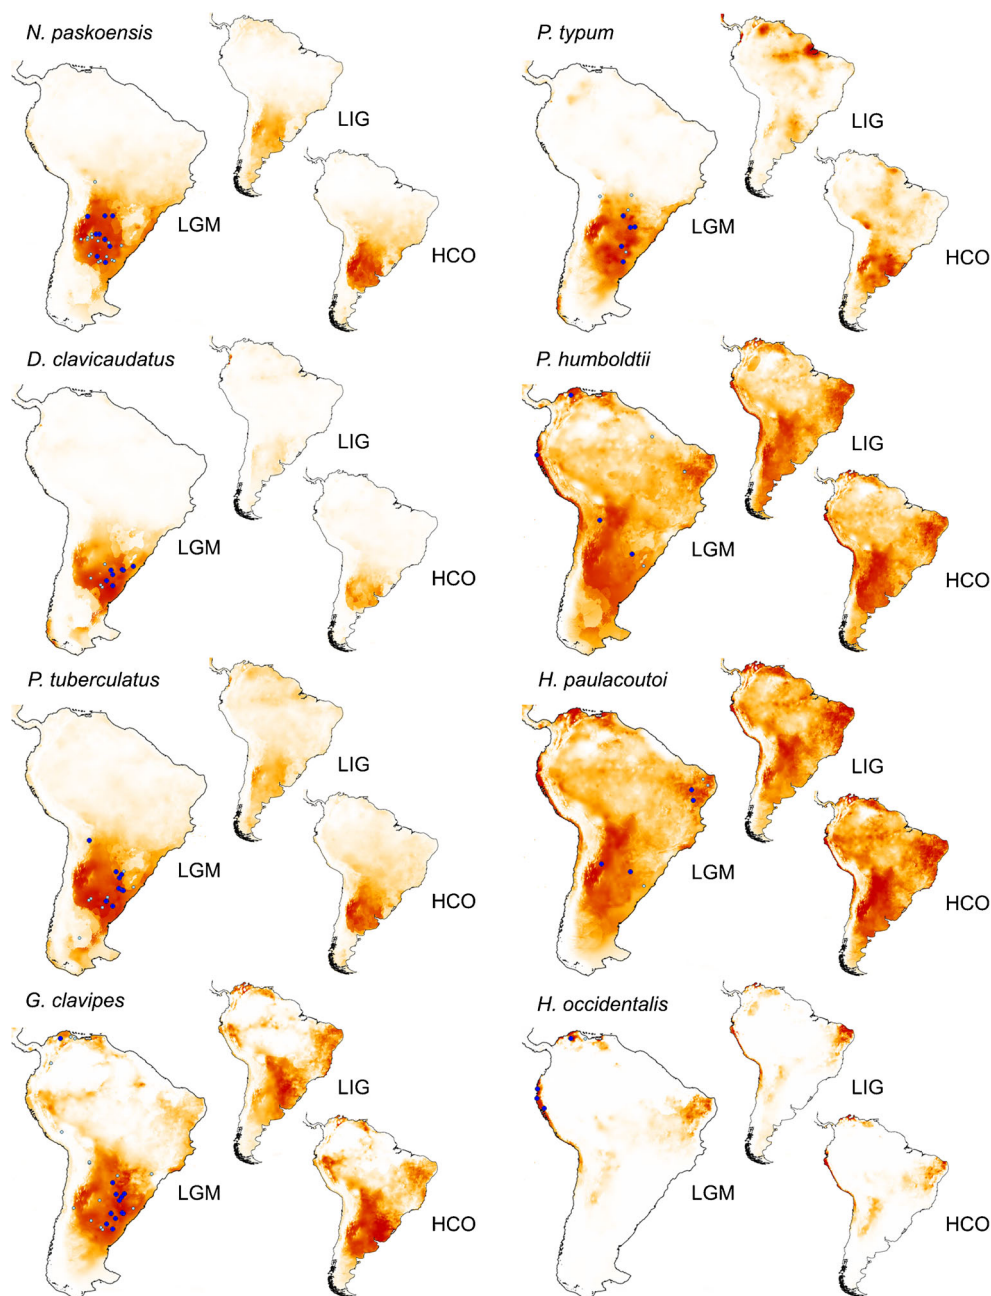 N. paskoensis
LIG
LGM
HCO
P. typum
LIG
LGM
HCO
D. clavicaudatus
LIG
LGM
HCO
P. humboldtii
LIG
LGM
HCO
P. tuberculatus
LIG
LGM
HCO
H. paulacoutoi
LIG
LGM
HCO
G. clavipes
LIG
LGM
HCO
H. occidentalis
LIG
LGM
HCO